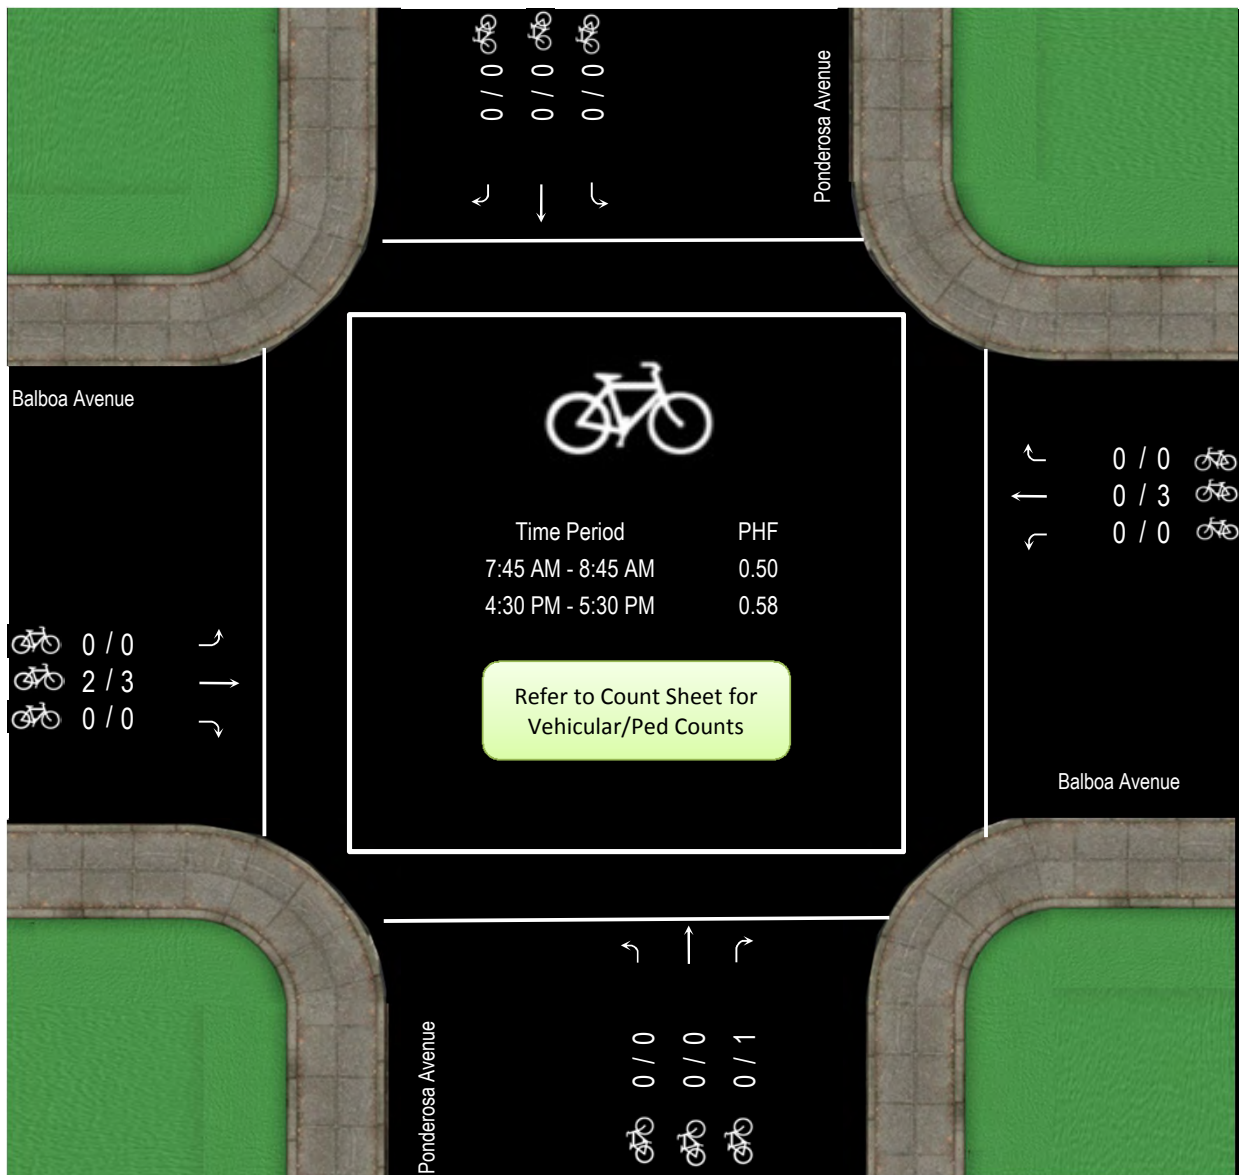 0 / 0
0 / 0
0 / 0
Ponderosa Avenue
Balboa Avenue
0 / 0
0 / 3
0 / 0
Time Period PHF
7:45 AM - 8:45 AM 0.50
4:30 PM - 5:30 PM 0.58
0 / 0
2 / 3
0 / 0
Refer to Count Sheet for
Vehicular/Ped Counts
Balboa Avenue
Ponderosa Avenue
0 / 0
0 / 0
0 / 1